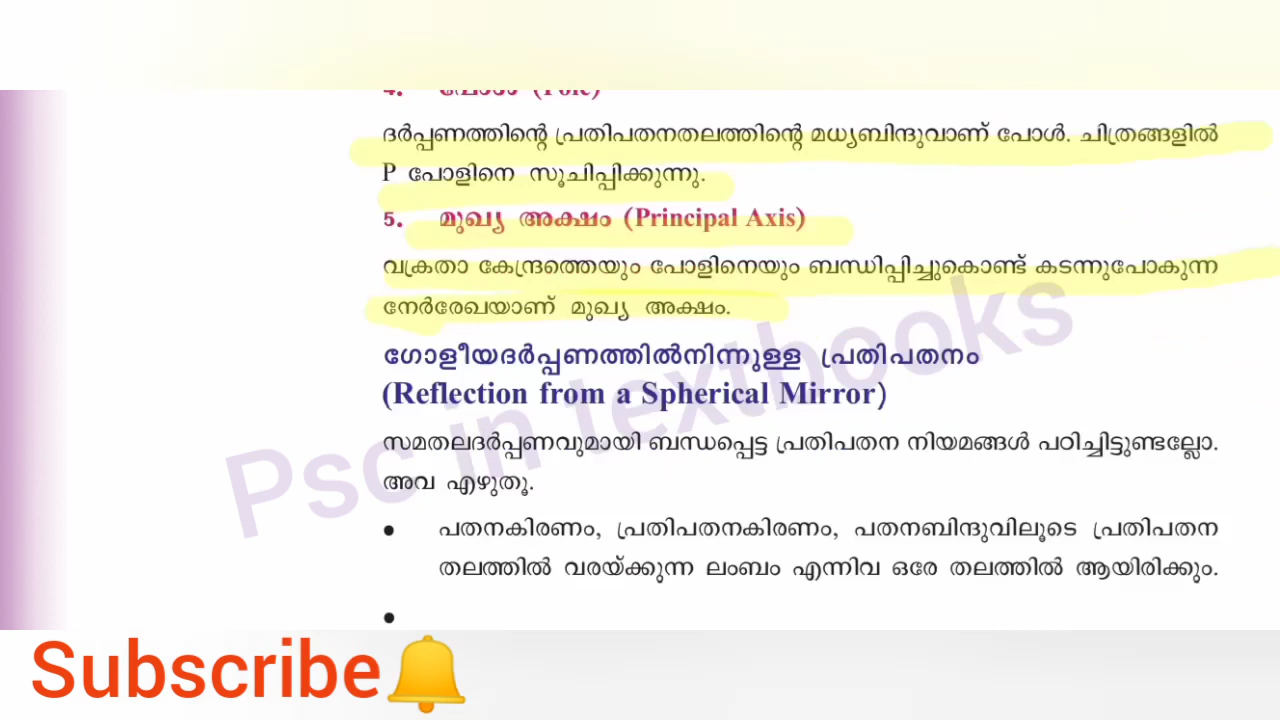 4. പോൾ (Pole)
ദർപ്പണത്തിന്റെ പ്രതിപതനതലത്തിന്റെ മധ്യബിന്ദുവാണ് പോൾ. ചിത്രങ്ങളിൽ
P പോളിനെ സൂചിപ്പിക്കുന്നു.
5. മുഖ്യ അക്ഷം (Principal Axis)
വക്രതാ കേന്ദ്രത്തെയും പോളിനെയും ബന്ധിപ്പിച്ചുകൊണ്ട് കടന്നുപോകുന്ന
നേർരേഖയാണ് മുഖ്യ അക്ഷം.
ഗോളീയദർപ്പണത്തിൽനിന്നുള്ള പ്രതിപതനം
(Reflection from a Spherical Mirror)
സമതലദർപ്പണവുമായി ബന്ധപ്പെട്ട പ്രതിപതന നിയമങ്ങൾ പഠിച്ചിട്ടുണ്ടല്ലോ.
അവ എഴുതൂ.
• പതനകിരണം, പ്രതിപതനകിരണം, പതനബിന്ദുവിലൂടെ പ്രതിപതന
തലത്തിൽ വരയ്ക്കുന്ന ലംബം എന്നിവ ഒരേ തലത്തിൽ ആയിരിക്കും.
•
Psc in textbooks
Subscribe